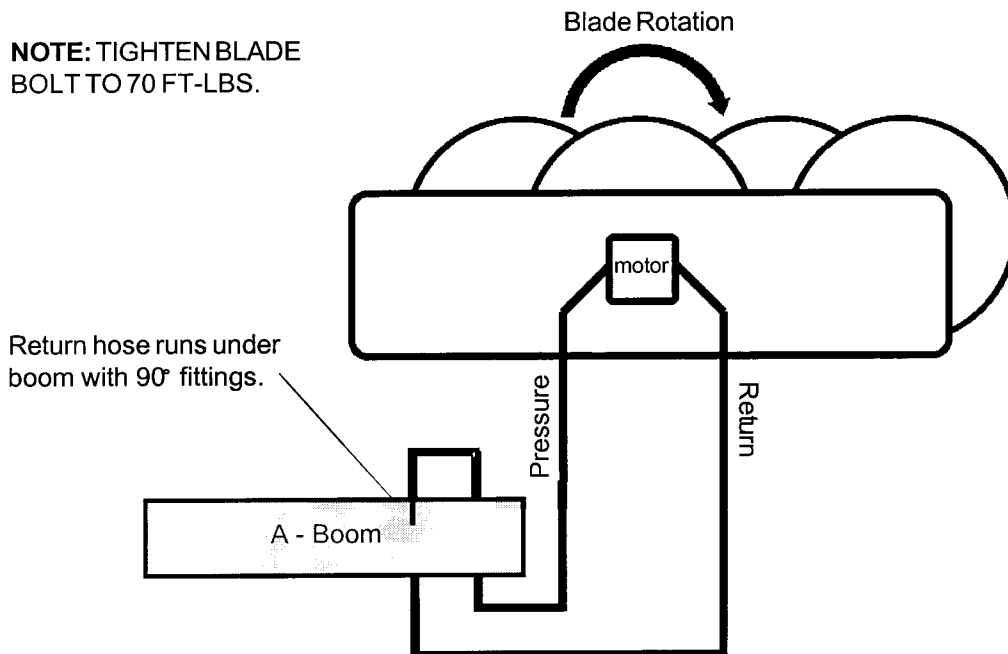 Blade Rotation
NOTE: TIGHTEN BLADE
BOLT TO 70 FT-LBS.
motor
Return hose runs under
boom with 90° fittings.
Pressure
Return
A - Boom